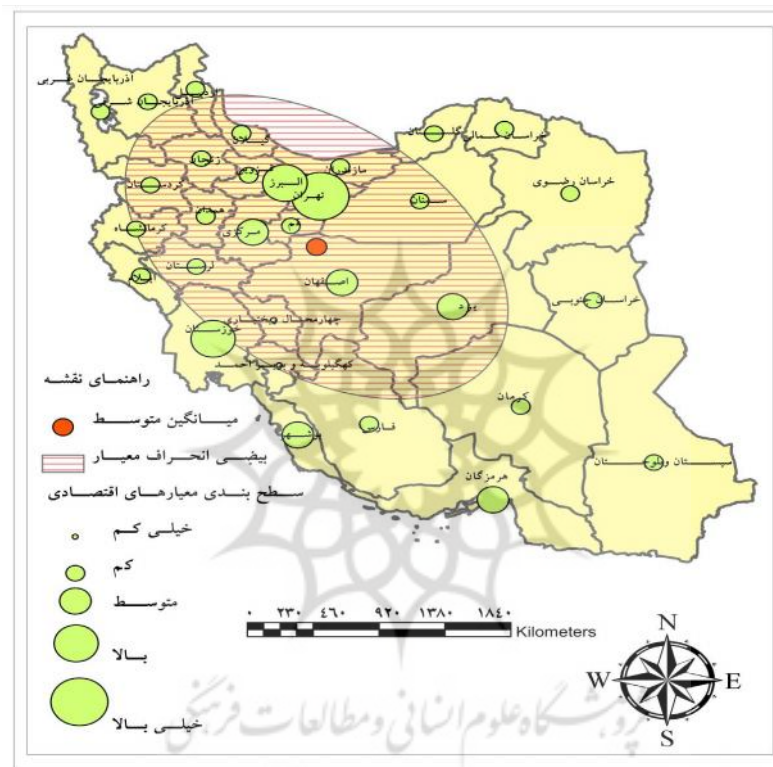 آذربایجان غربی
آذربایجان شرقی
اردبیل
گیلان
زنجان
قزوین
البرز
تهران
مازندران
گلستان
خراسان شمالی
خراسان رضوی
سمنان
کردستان
همدان
کرمانشاه
مرکزی
قم
لرستان
ایلام
اصفهان
یزد
خراسان جنوبی
چهارمحال بختیاری
خوزستان
کهگیلویه و بویراحمد
کرمان
فارس
بوشهر
سیستان وبلوچستان
هرمزگان
راهنمای نقشه
میانگین متوسط
بیضی انحراف معیار
سطح بندی معیارهای اقتصادی
خیلی کم
کم
متوسط
بالا
خیلی بالا
۰ ۲۳۰ ۴۶۰ ۹۲۰ ۱۳۸۰ ۱۸۴۰
Kilometers
N
W E
S
پژوهشگاه علوم انسانی و مطالعات فرهنگی